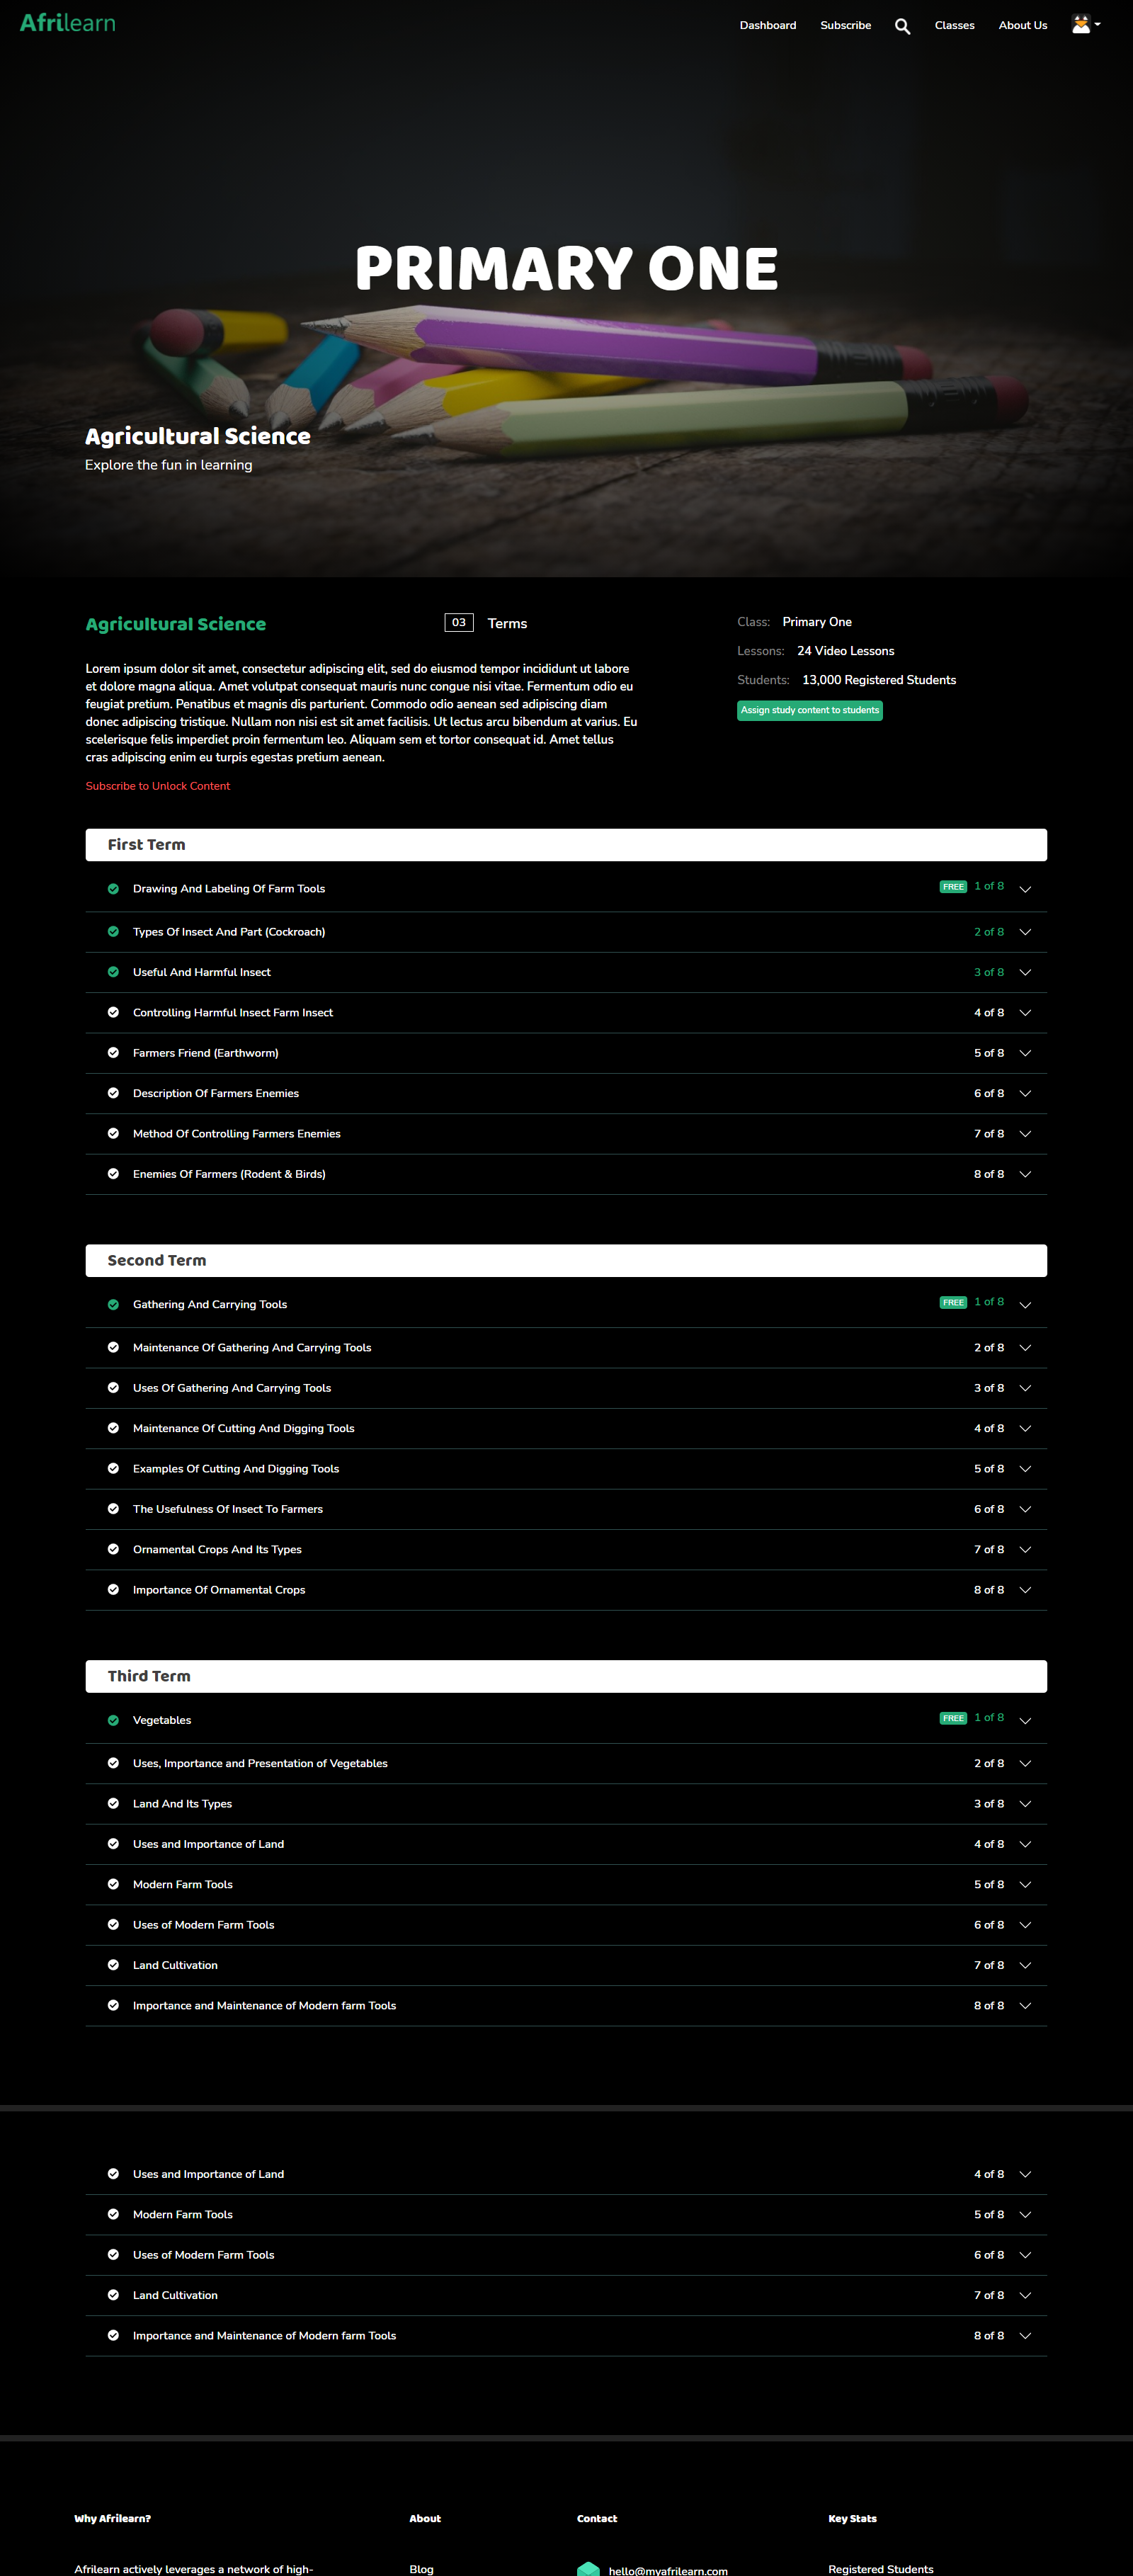 Afrilearn
Dashboard Subscribe Classes About Us
PRIMARY ONE
Agricultural Science
Explore the fun in learning
Agricultural Science
03 Terms
Lorem ipsum dolor sit amet, consectetur adipiscing elit, sed do eiusmod tempor incididunt ut labore
et dolore magna aliqua. Amet volutpat consequat mauris nunc congue nisi vitae. Fermentum odio eu
feugiat pretium. Penatibus et magnis dis parturient. Commodo odio aenean sed adipiscing diam
donec adipiscing tristique. Nullam non nisi est sit amet facilisis. Ut lectus arcu bibendum at varius. Eu
scelerisque felis imperdiet proin fermentum leo. Aliquam sem et tortor consequat id. Amet tellus
cras adipiscing enim eu turpis egestas pretium aenean.
Subscribe to Unlock Content
Class: Primary One
Lessons: 24 Video Lessons
Students: 13,000 Registered Students
Assign study content to students
First Term
Drawing And Labeling Of Farm Tools FREE 1 of 8
Types Of Insect And Part (Cockroach) 2 of 8
Useful And Harmful Insect 3 of 8
Controlling Harmful Insect Farm Insect 4 of 8
Farmers Friend (Earthworm) 5 of 8
Description Of Farmers Enemies 6 of 8
Method Of Controlling Farmers Enemies 7 of 8
Enemies Of Farmers (Rodent & Birds) 8 of 8
Second Term
Gathering And Carrying Tools FREE 1 of 8
Maintenance Of Gathering And Carrying Tools 2 of 8
Uses Of Gathering And Carrying Tools 3 of 8
Maintenance Of Cutting And Digging Tools 4 of 8
Examples Of Cutting And Digging Tools 5 of 8
The Usefulness Of Insect To Farmers 6 of 8
Ornamental Crops And Its Types 7 of 8
Importance Of Ornamental Crops 8 of 8
Third Term
Vegetables FREE 1 of 8
Uses, Importance and Presentation of Vegetables 2 of 8
Land And Its Types 3 of 8
Uses and Importance of Land 4 of 8
Modern Farm Tools 5 of 8
Uses of Modern Farm Tools 6 of 8
Land Cultivation 7 of 8
Importance and Maintenance of Modern farm Tools 8 of 8
Uses and Importance of Land 4 of 8
Modern Farm Tools 5 of 8
Uses of Modern Farm Tools 6 of 8
Land Cultivation 7 of 8
Importance and Maintenance of Modern farm Tools 8 of 8
Why Afrilearn? About Contact Key Stats
Afrilearn actively leverages a network of high- Blog hello@myafrilearn.com Registered Students